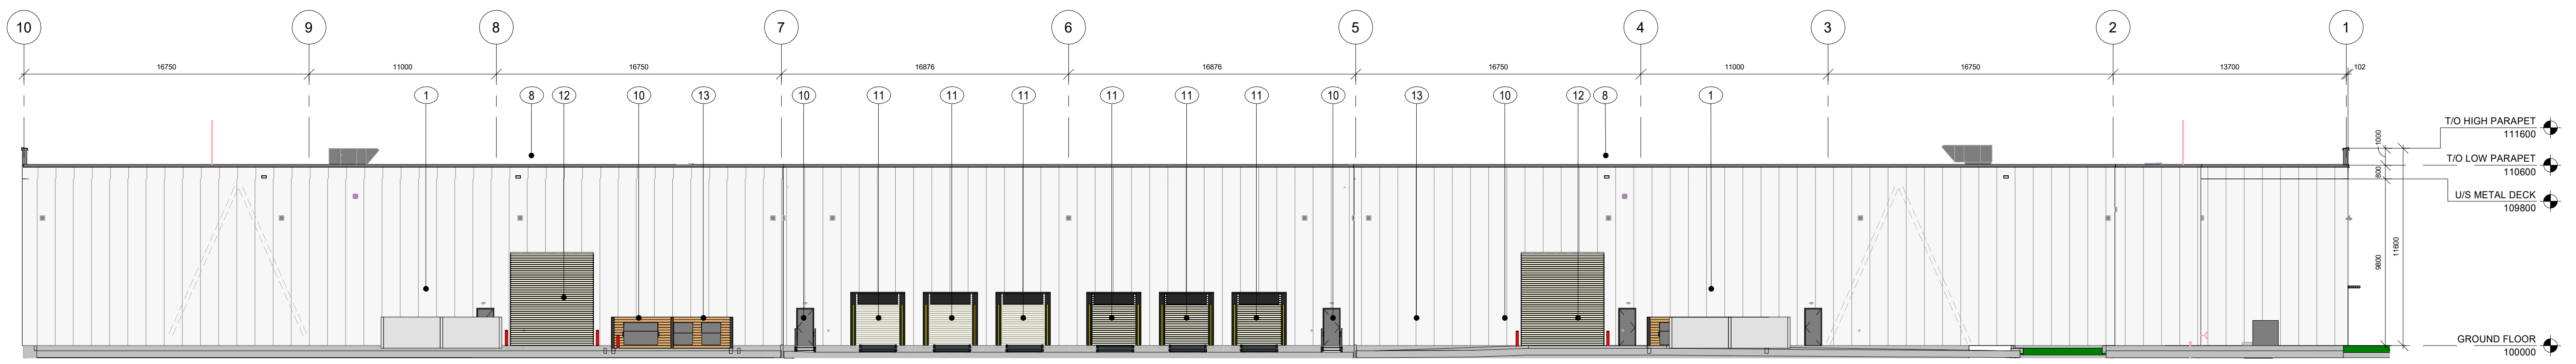 10 9 8 7 6 5 4 3 2 1
16750 11000 16750 16876 16876 16750 11000 16750 13700 102
1 8 12 10 13 10 11 11 11 11 11 11 10 13 10 12 8 1
T/O HIGH PARAPET
111600
1000
T/O LOW PARAPET
110600
800
U/S METAL DECK
109800
9800
11600
GROUND FLOOR
100000